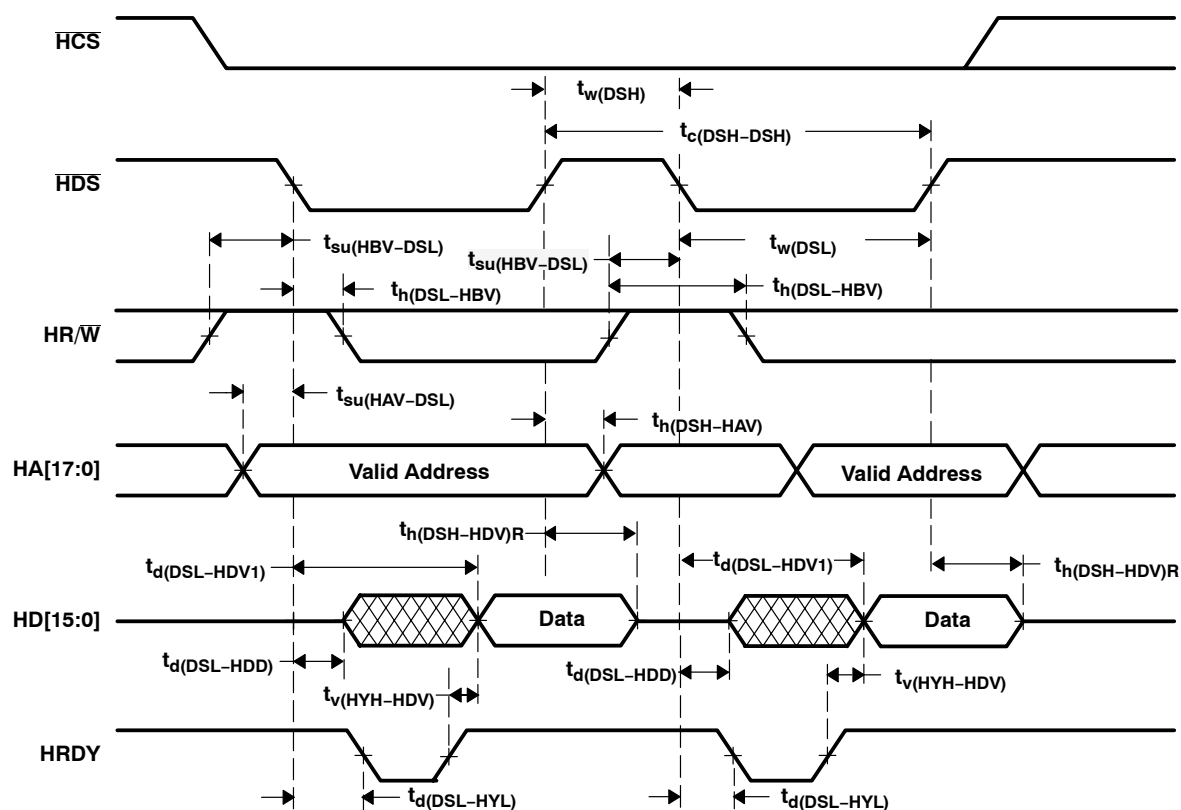 HCS
tw(DSH)
tc(DSH−DSH)
HDS
tsu(HBV−DSL)
tsu(HBV−DSL)
tw(DSL)
th(DSL−HBV)
th(DSL−HBV)
HR/W
tsu(HAV−DSL)
th(DSH−HAV)
HA[17:0]
Valid Address
Valid Address
th(DSH−HDV)R
td(DSL−HDV1)
td(DSL−HDV1)
th(DSH−HDV)R
HD[15:0]
Data
Data
td(DSL−HDD)
td(DSL−HDD)
tv(HYH−HDV)
tv(HYH−HDV)
HRDY
td(DSL−HYL)
td(DSL−HYL)